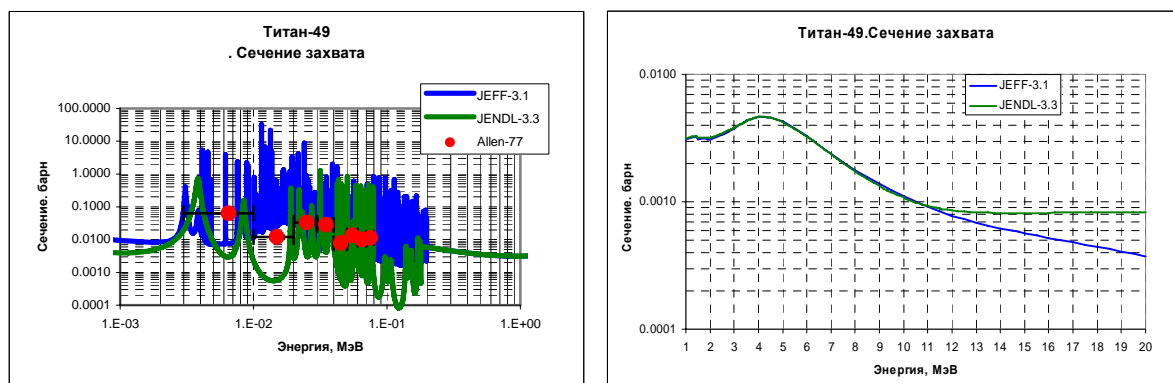 Титан-49
. Сечение захвата
JEFF-3.1
JENDL-3.3
Allen-77
100.0000
10.0000
1.0000
0.1000
0.0100
0.0010
0.0001
Сечение. барн
1.E-03
1.E-02
1.E-01
1.E+00
Энергия, МэВ
Титан-49.Сечение захвата
JEFF-3.1
JENDL-3.3
0.0100
0.0010
0.0001
Сечение. барн
1 2 3 4 5 6 7 8 9 10 11 12 13 14 15 16 17 18 19 20
Энергия, МэВ